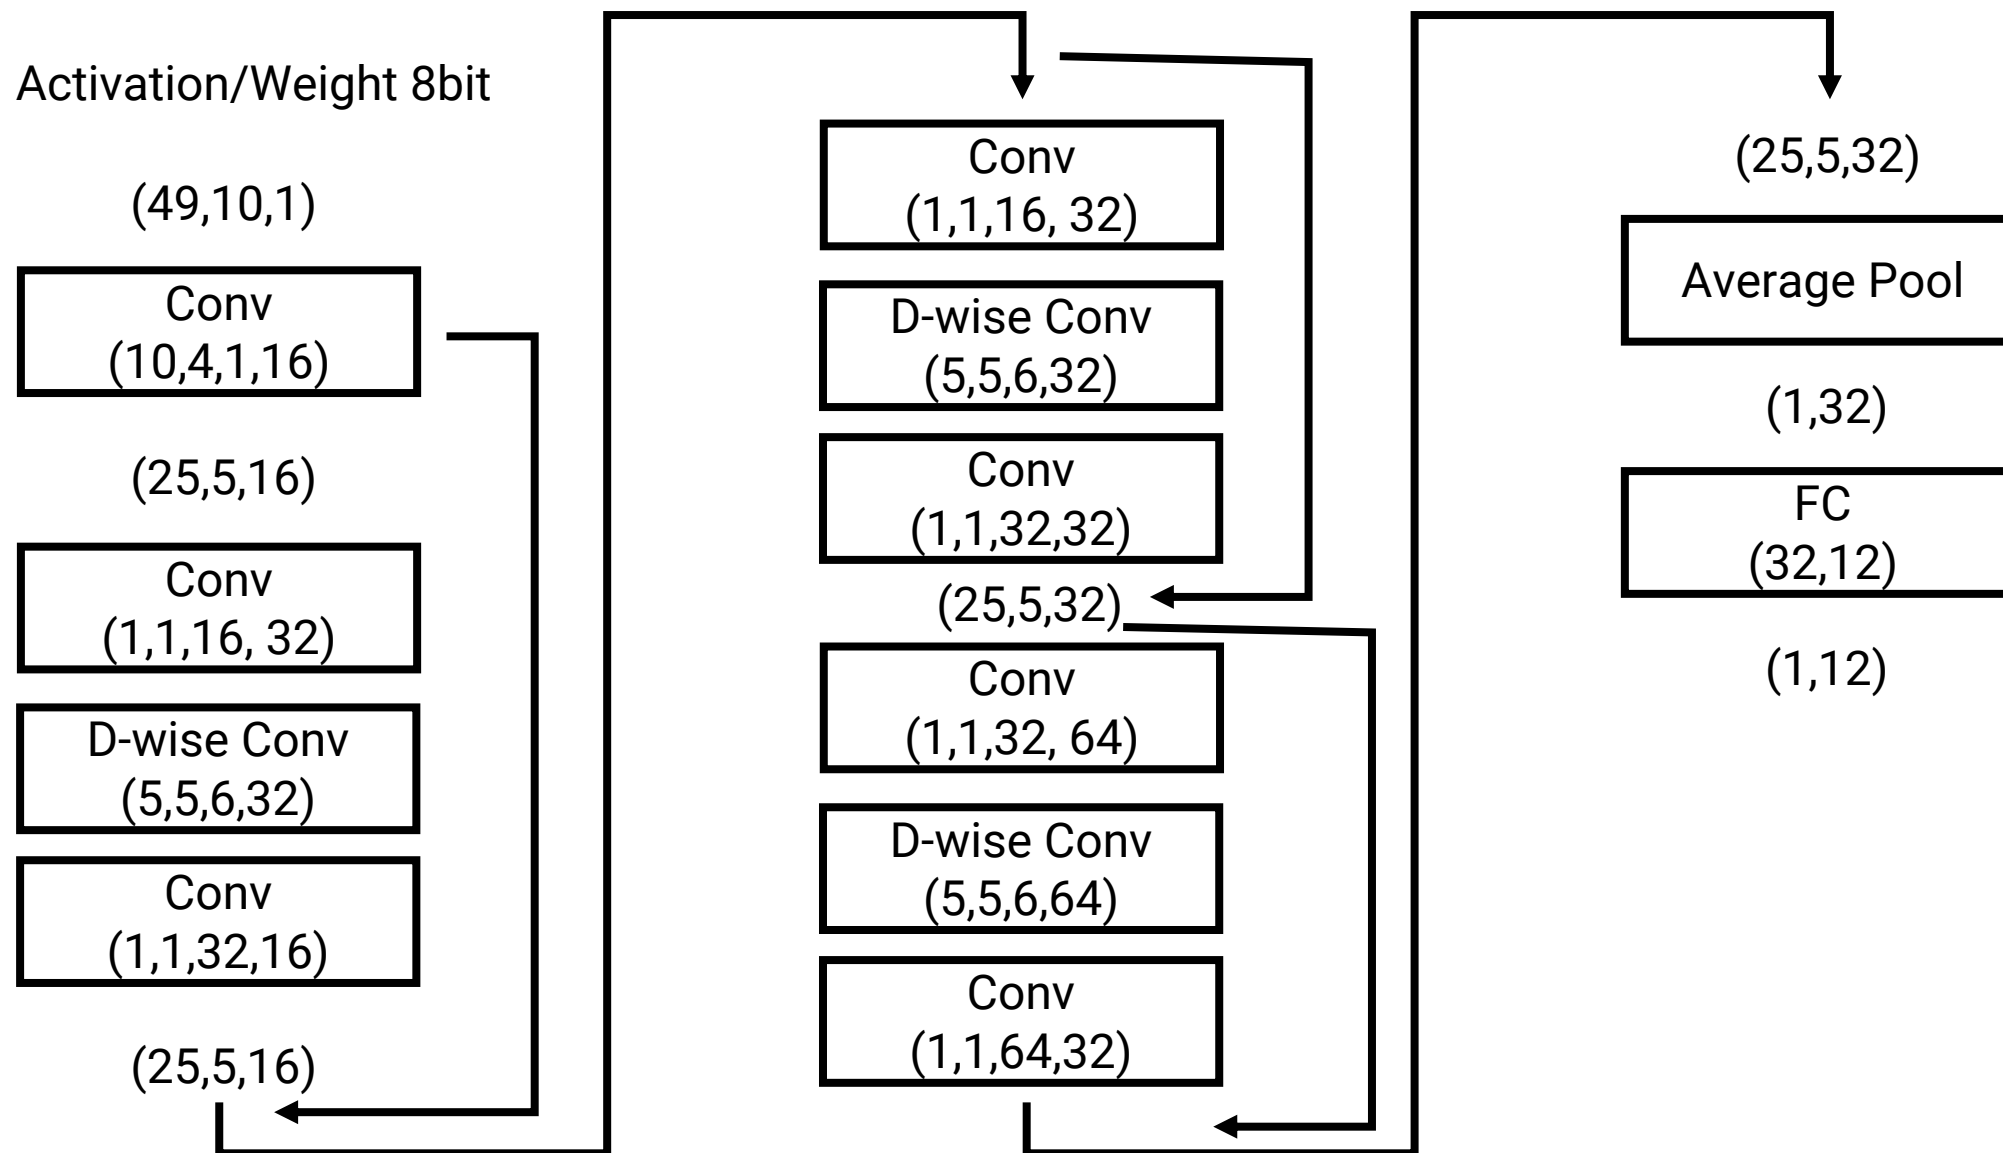 Activation/Weight 8bit
(49,10,1)
Conv
(10,4,1,16)
(25,5,16)
Conv
(1,1,16, 32)
D-wise Conv
(5,5,6,32)
Conv
(1,1,32,16)
(25,5,16)
Conv
(1,1,16, 32)
D-wise Conv
(5,5,6,32)
Conv
(1,1,32,32)
(25,5,32)
Conv
(1,1,32, 64)
D-wise Conv
(5,5,6,64)
Conv
(1,1,64,32)
(25,5,32)
Average Pool
(1,32)
FC
(32,12)
(1,12)